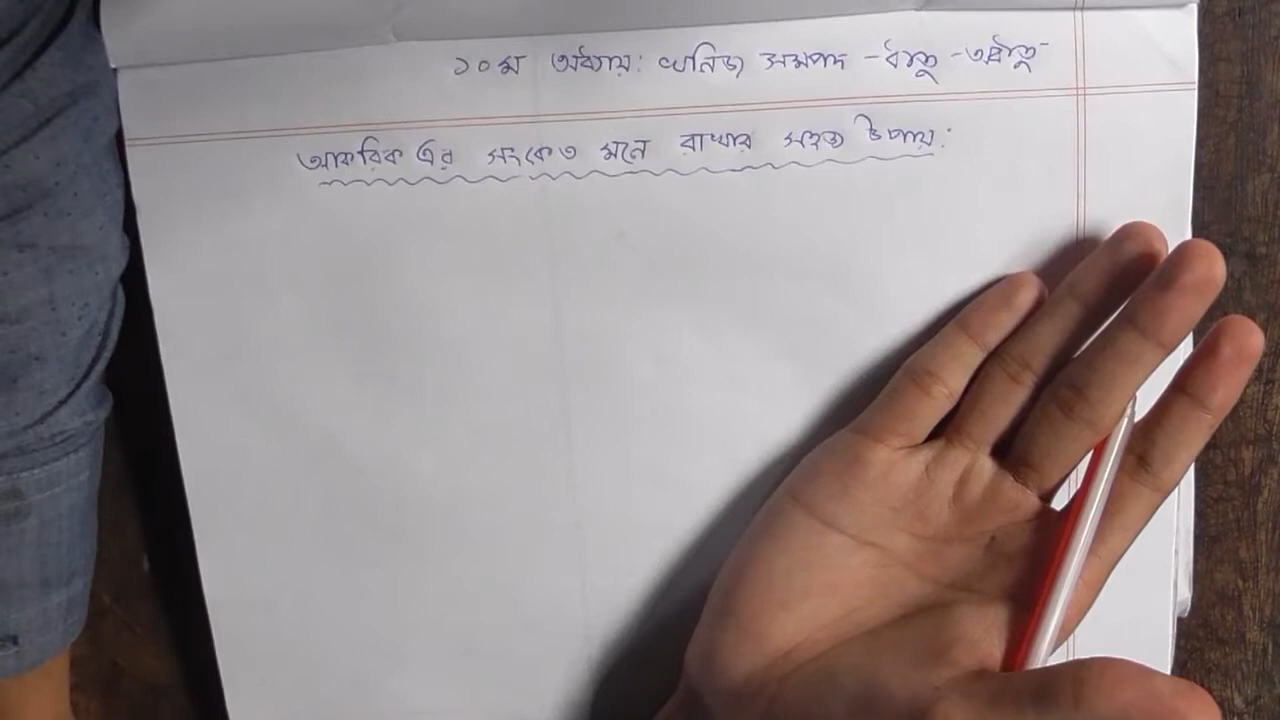 ১০ম অধ্যায়: খনিজ সম্পদ - ধাতু - অধাতু
আকরিক এর সংকেত মনে রাখার সহজ উপায়: